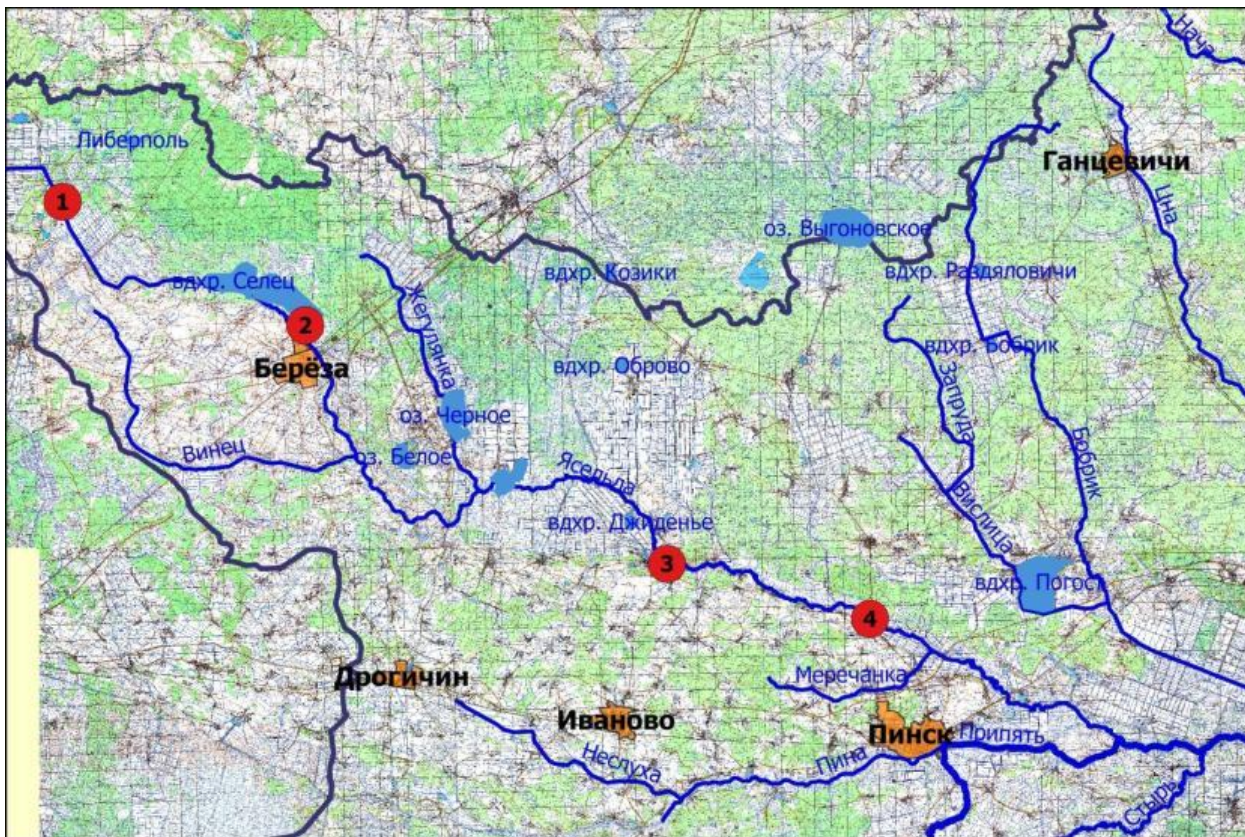 Нача
Либерполь
Ганцевичи
1
Цна
оз. Выгоновское
вдхр. Селец
вдхр. Козики
вдхр. Раздяловичи
Жегулянка
2
Берёза
вдхр. Оброво
вдхр. Бобрик
Запруда
оз. Черное
Бобрик
Винец
оз. Белое
Ясельда
Вислица
вдхр. Джиденье
3
вдхр. Погост
4
Меречанка
Дрогичин
Иваново
Пинск
Припять
Неслуха
Пина
Стырь